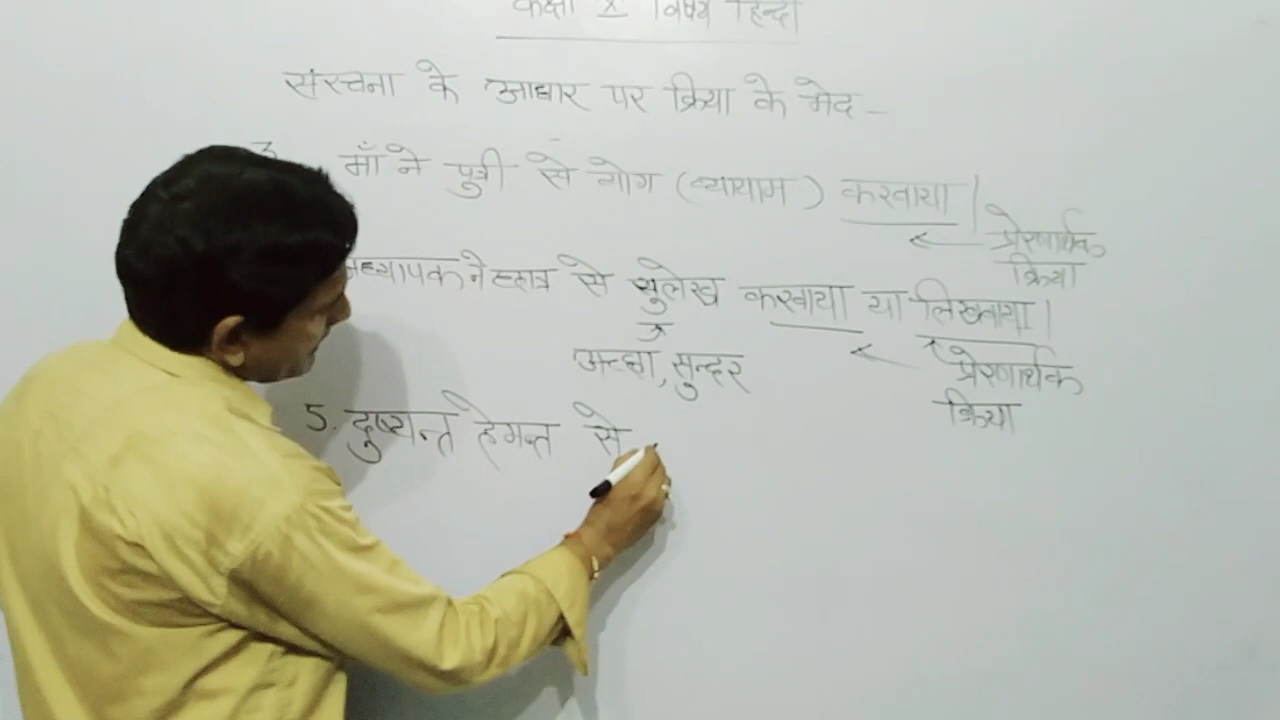 कक्षा X विषय हिन्दी
संरचना के आधार पर क्रिया के भेद -
3 माँ ने पुत्री से योग (व्यायाम) करवाया |
प्रेरणार्थक
क्रिया
अध्यापक ने छात्र से सुलेख करवाया या लिखवाया |
अच्छा, सुन्दर
प्रेरणार्थक
क्रिया
5. दुष्यन्त हेमन्त से